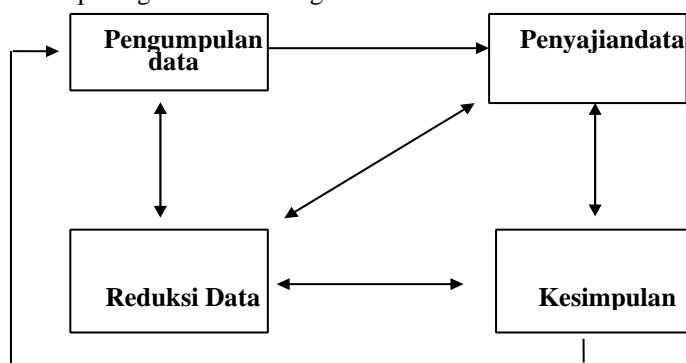 Pengumpulan
data
Penyajiandata
Reduksi Data
Kesimpulan